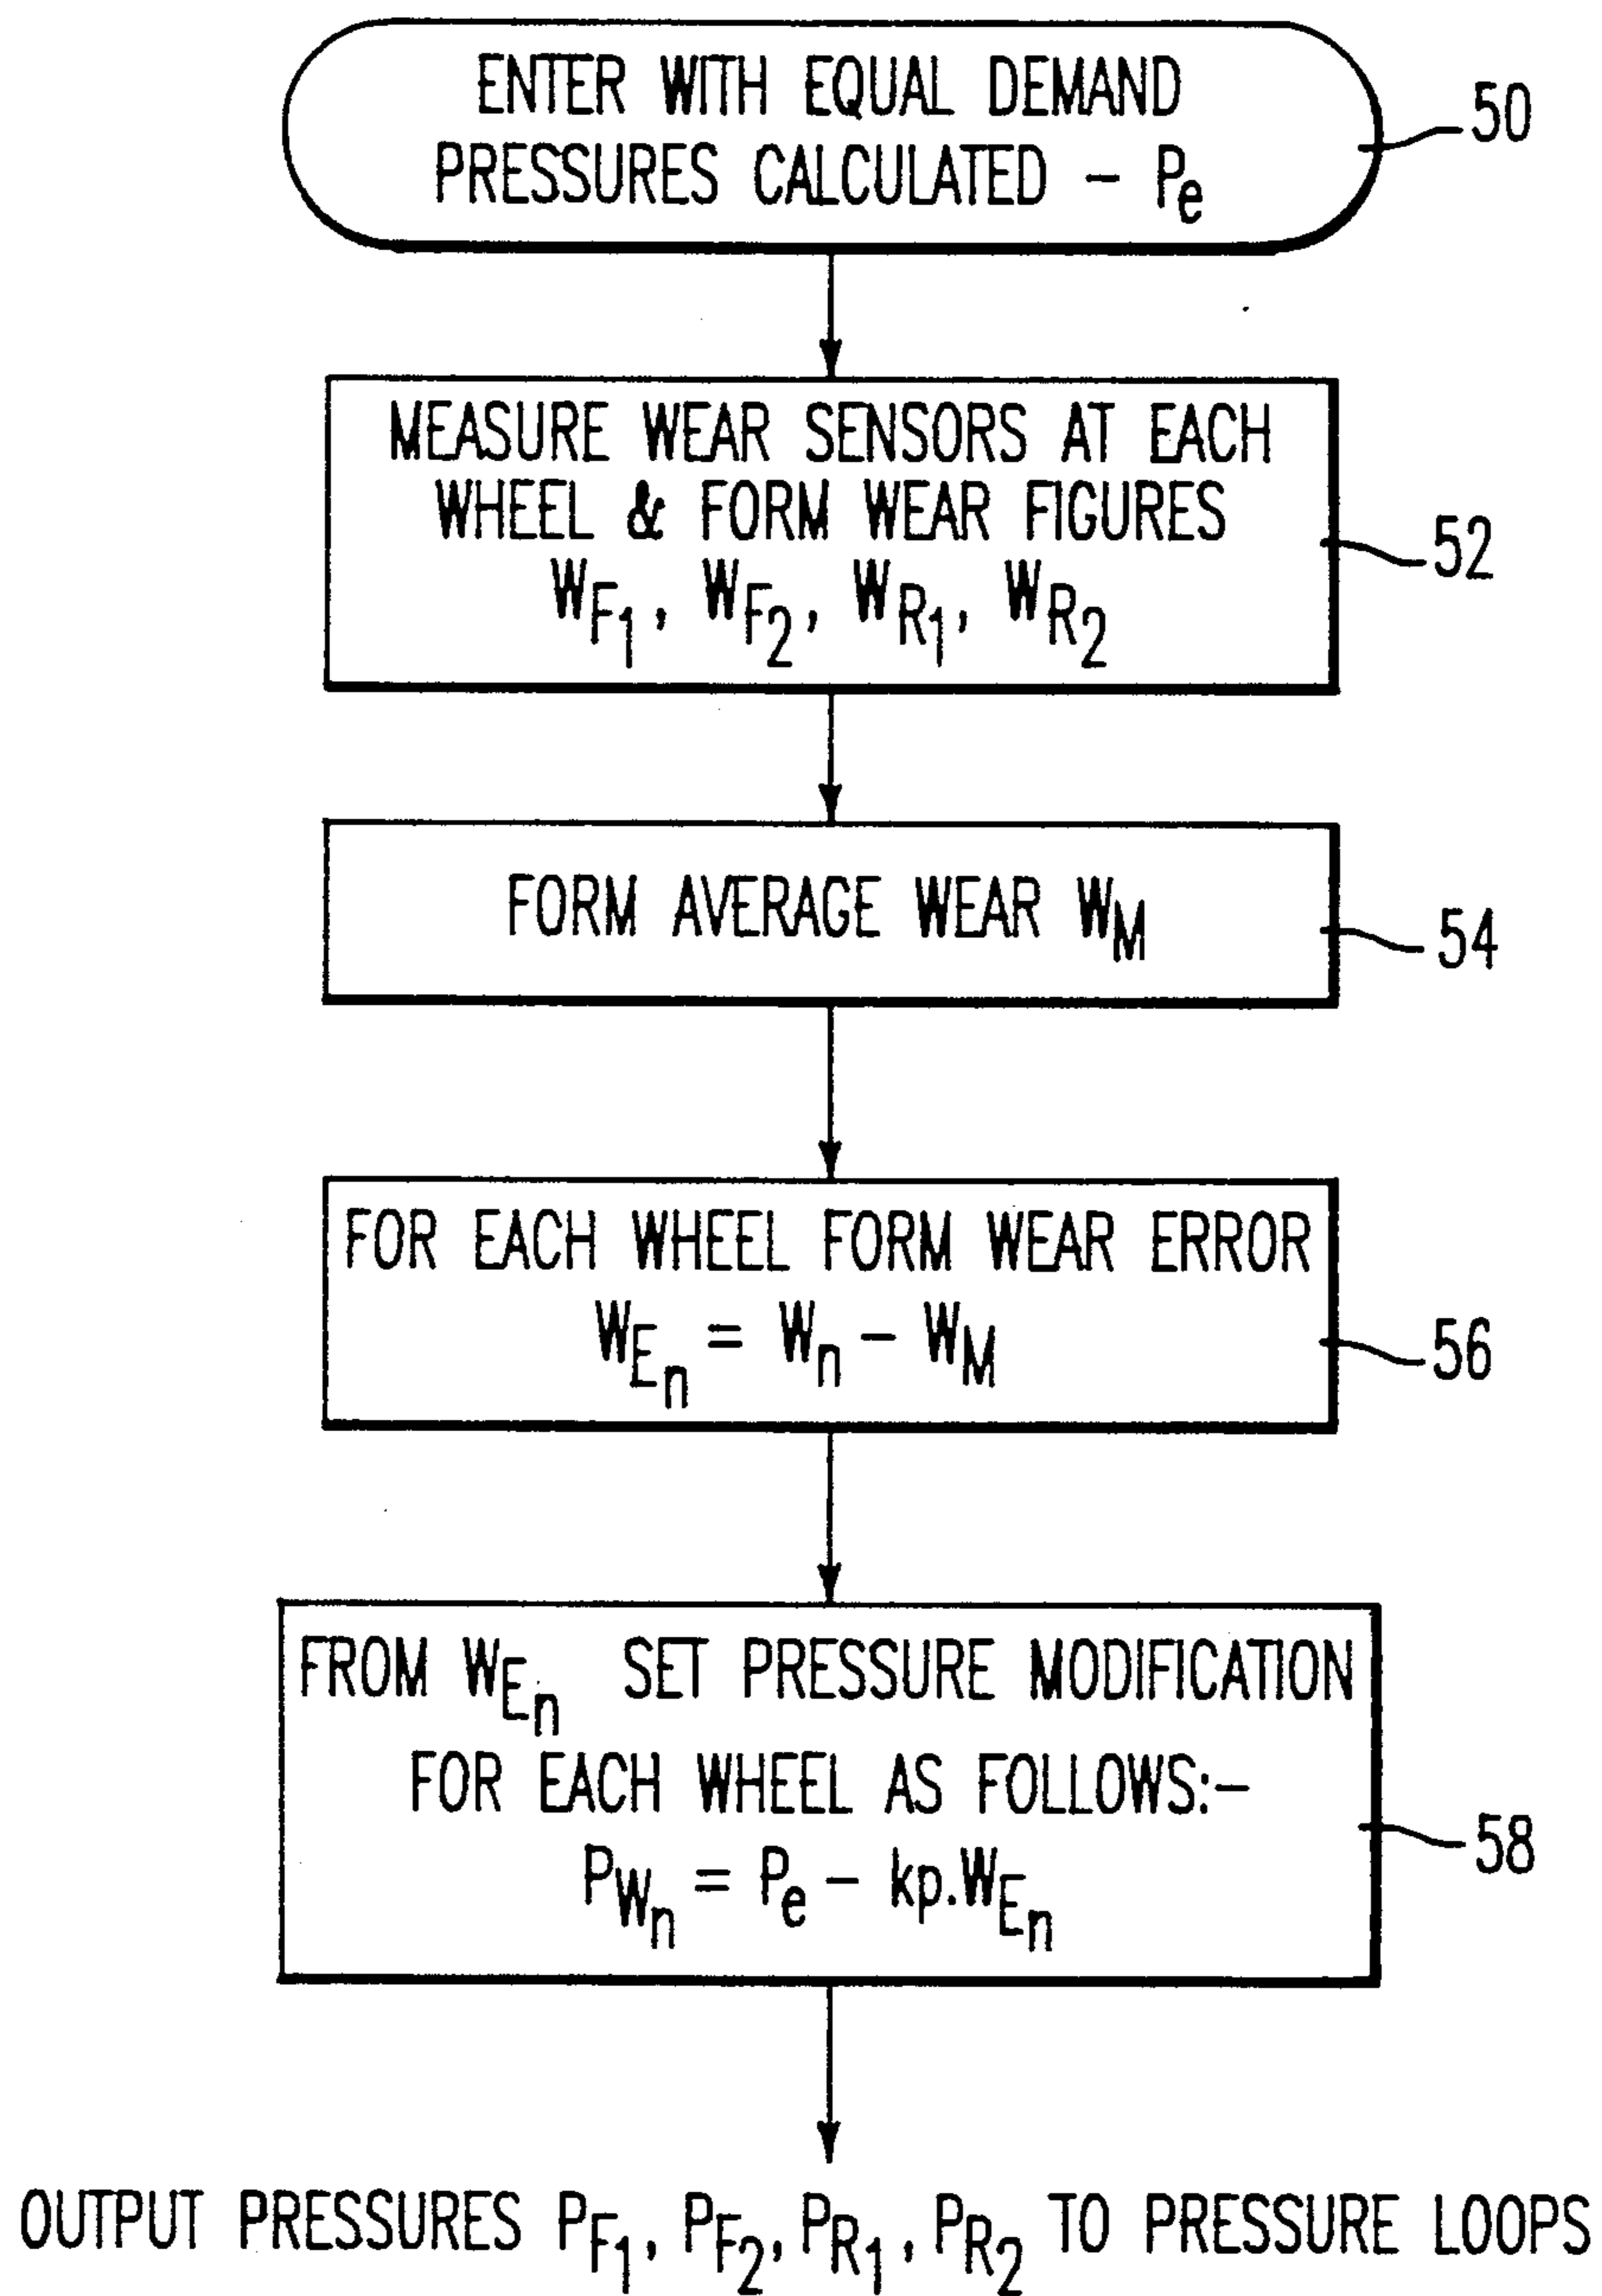 ENTER WITH EQUAL DEMAND
PRESSURES CALCULATED - Pe
50
MEASURE WEAR SENSORS AT EACH
WHEEL & FORM WEAR FIGURES
WF1, WF2, WR1, WR2
52
FORM AVERAGE WEAR WM
54
FOR EACH WHEEL FORM WEAR ERROR
WEn = Wn - WM
56
FROM WEn SET PRESSURE MODIFICATION
FOR EACH WHEEL AS FOLLOWS:-
PWn = Pe - kp.WEn
58
OUTPUT PRESSURES PF1, PF2, PR1, PR2 TO PRESSURE LOOPS